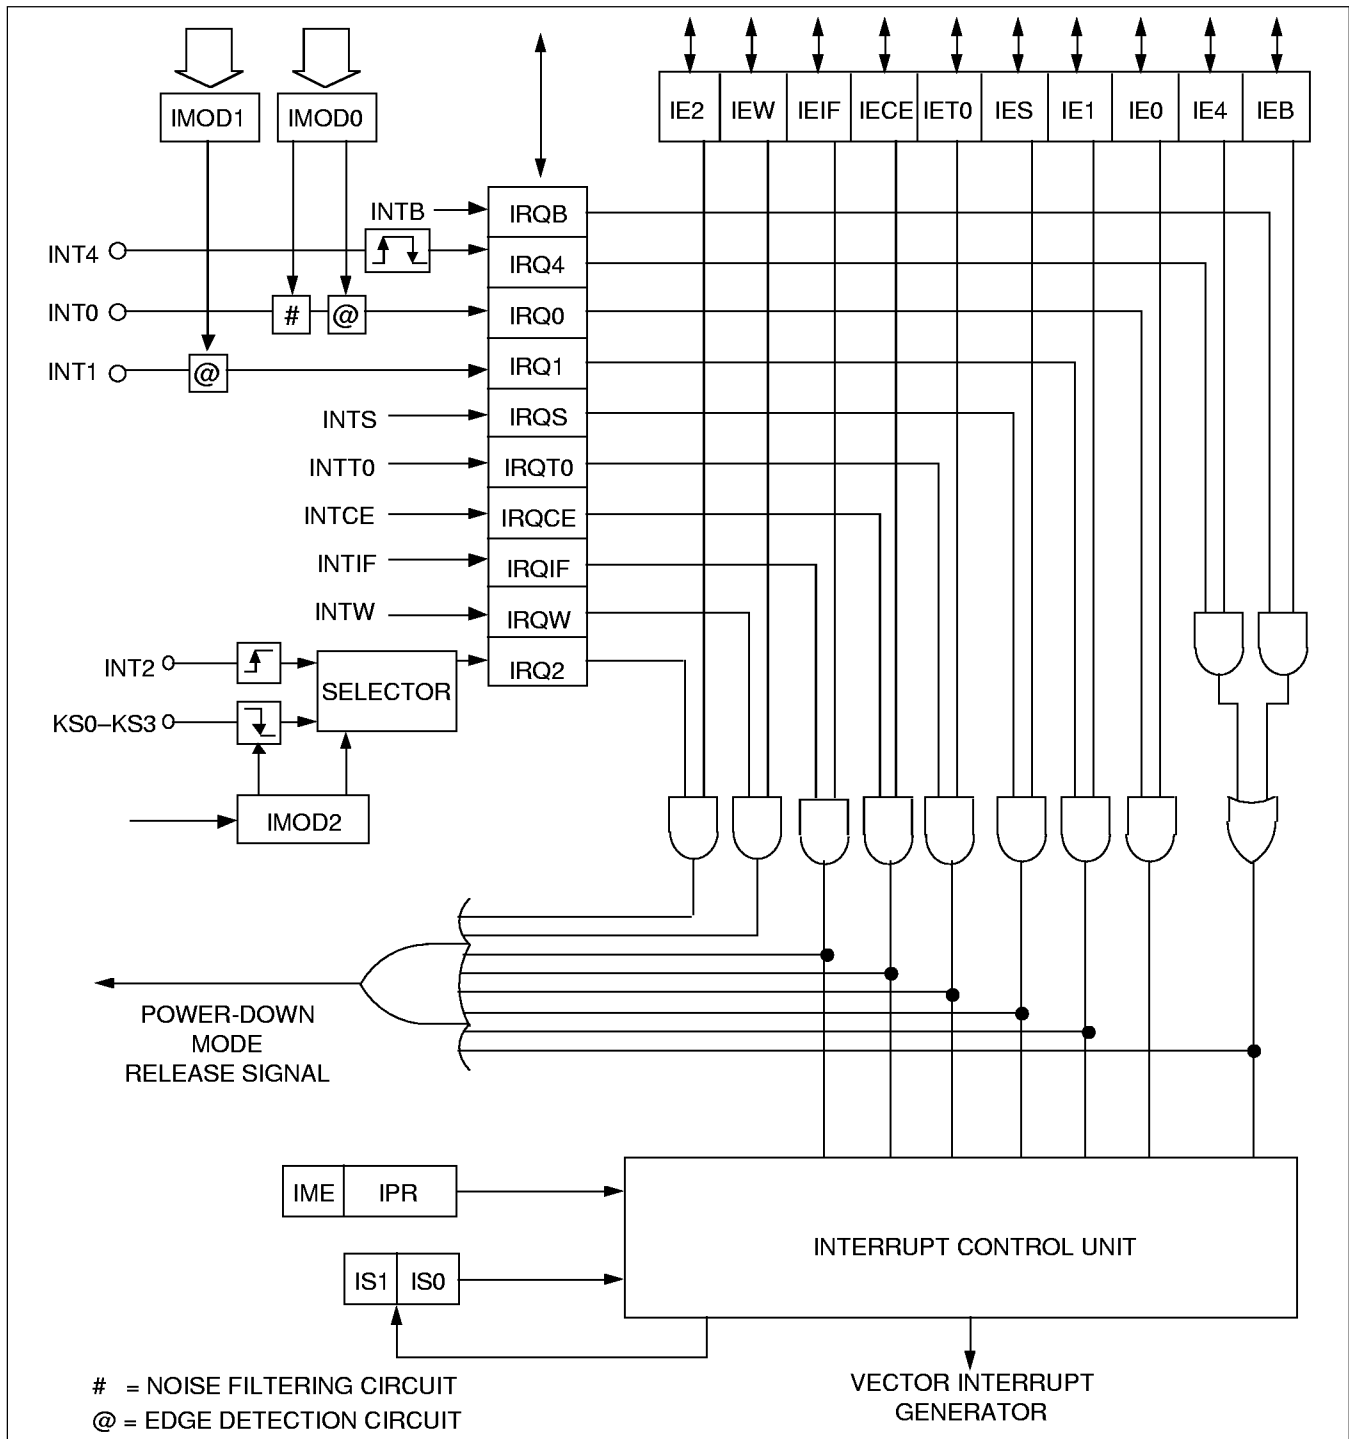 IMOD1 IMOD0
IE2 IEW IEIF IECE IET0 IES IE1 IE0 IE4 IEB
INTB IRQB
INT4 IRQ4
INT0 # @ IRQ0
INT1 @ IRQ1
INTS IRQS
INTT0 IRQT0
INTCE IRQCE
INTIF IRQIF
INTW IRQW
INT2 SELECTOR IRQ2
KS0–KS3
IMOD2
POWER-DOWN
MODE
RELEASE SIGNAL
IME IPR
INTERRUPT CONTROL UNIT
IS1 IS0
# = NOISE FILTERING CIRCUIT
@ = EDGE DETECTION CIRCUIT
VECTOR INTERRUPT
GENERATOR